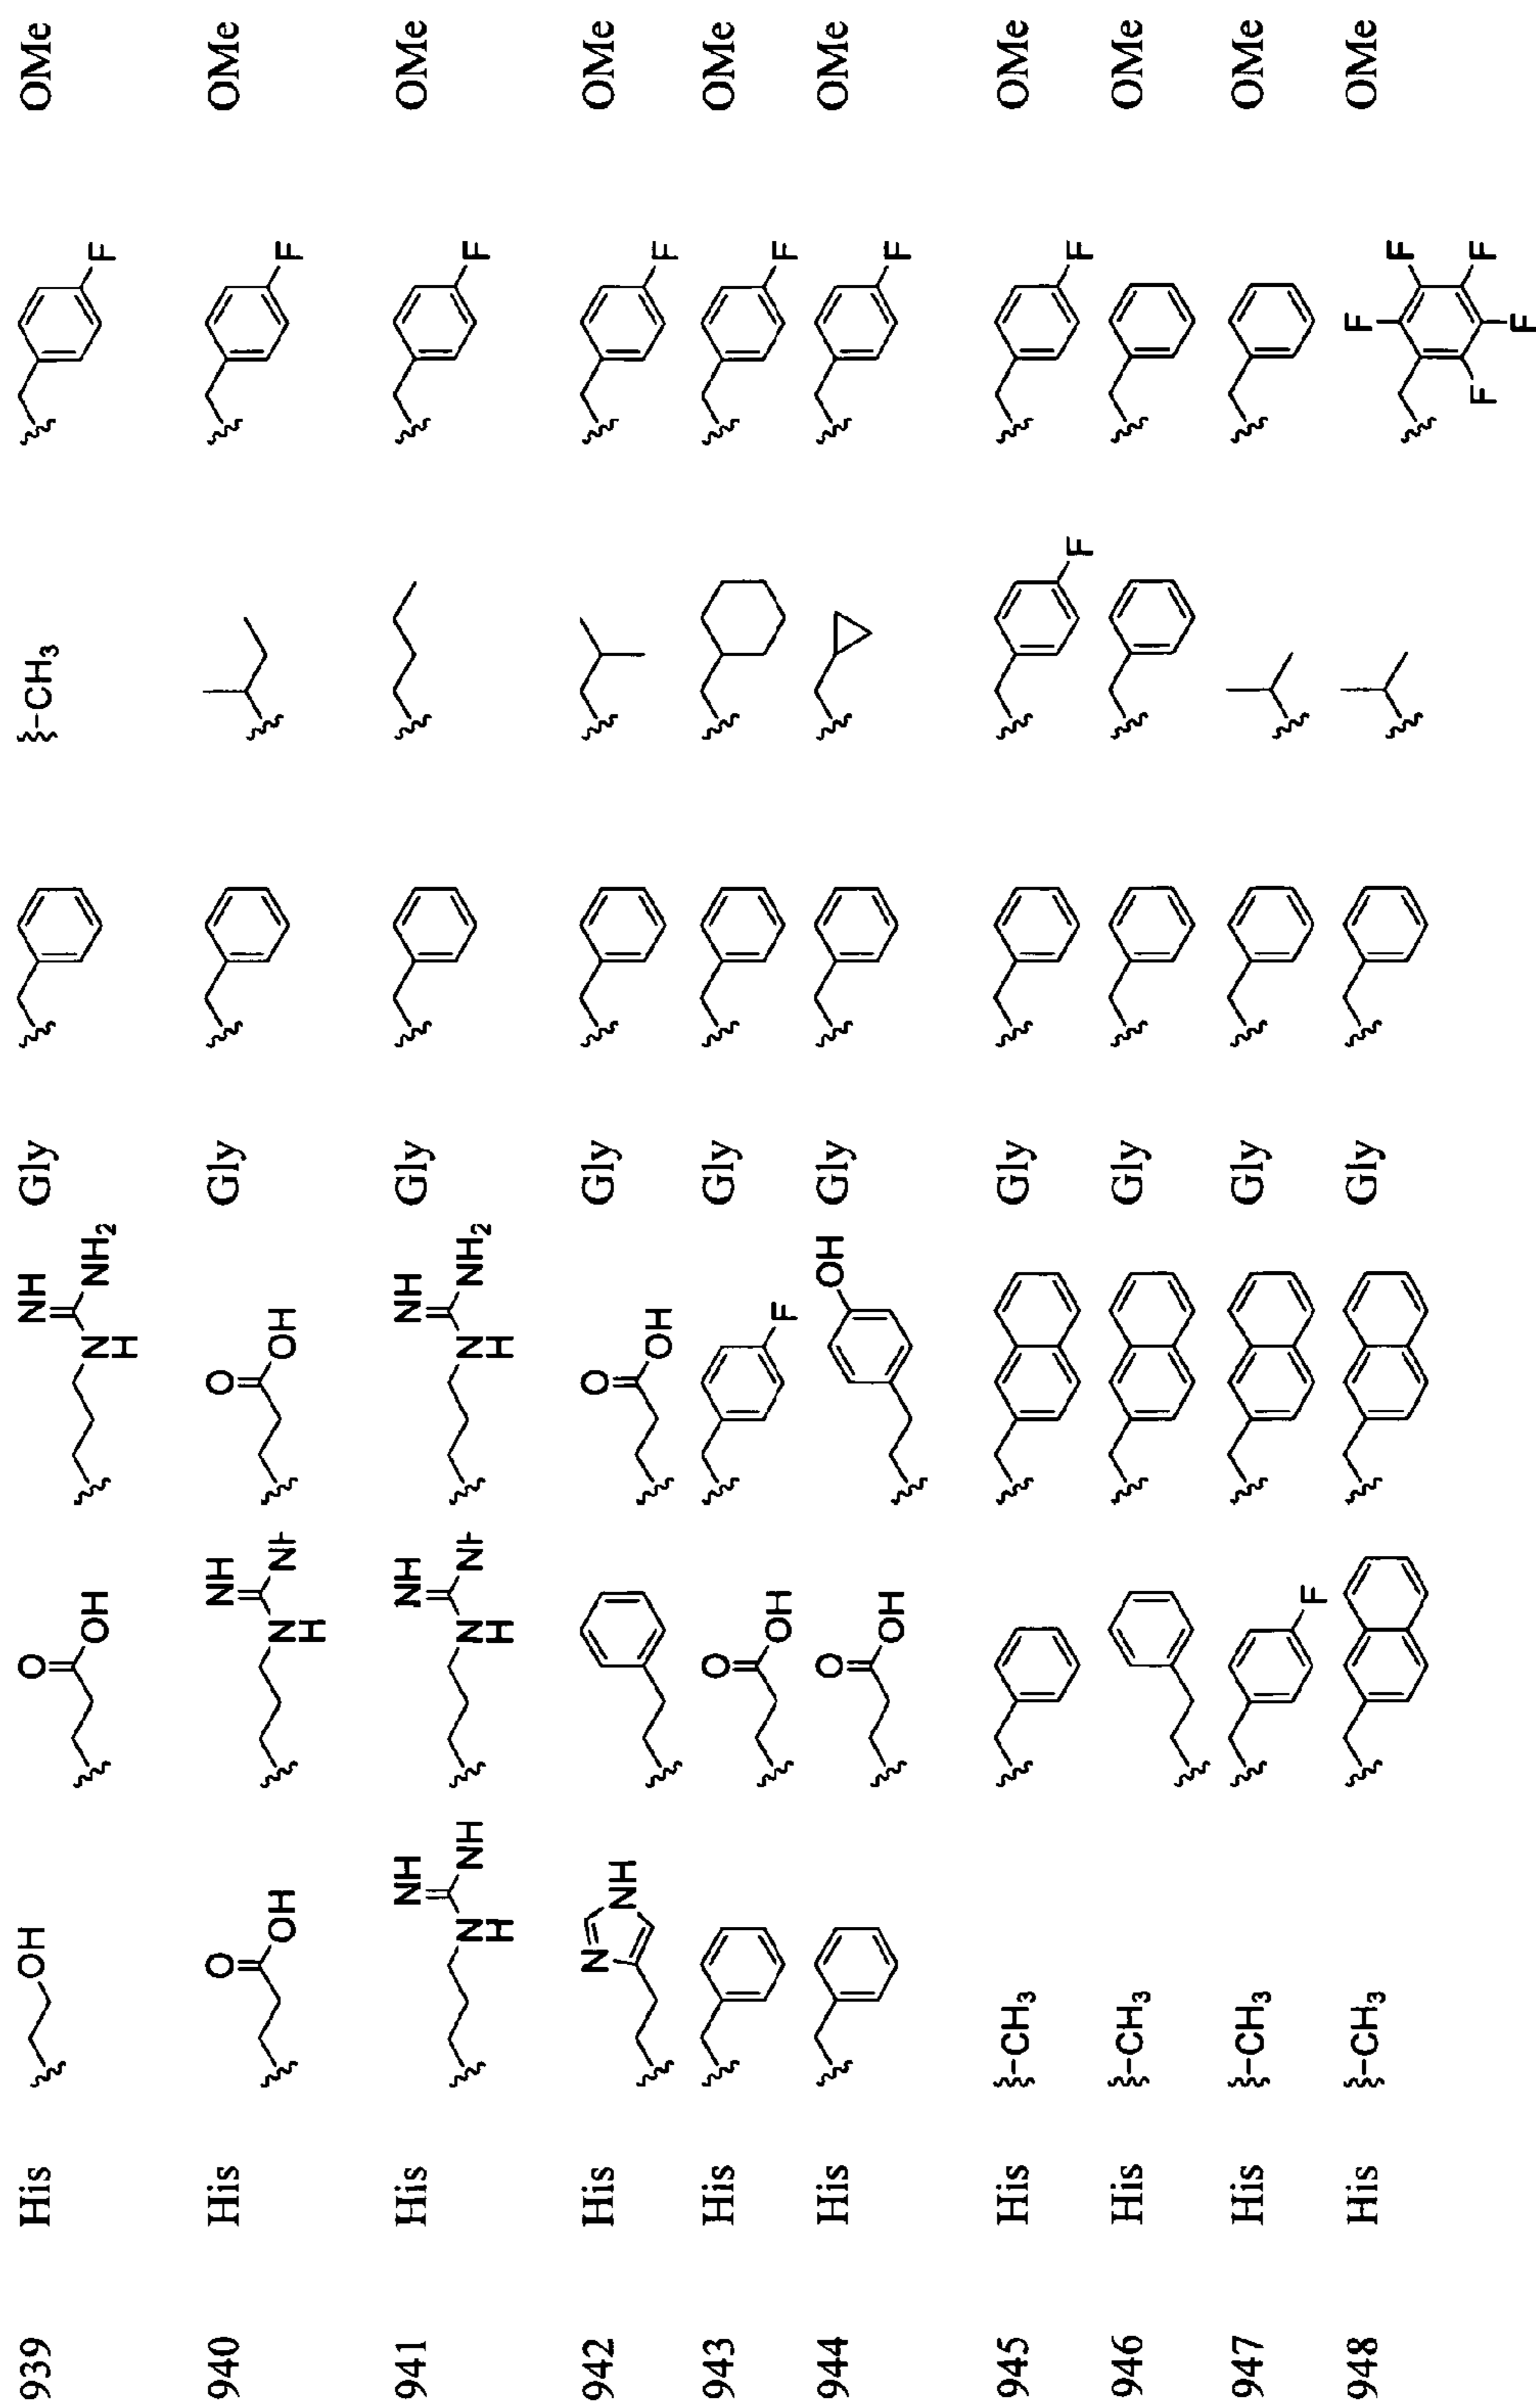 939 His OH O OH N H NH NH2 Gly -CH3 F OMe
940 His O OH N H NH O OH Gly F OMe
941 His N H NH NH N H NH N H NH NH2 Gly F OMe
942 His N NH O OH Gly F OMe
943 His O OH F Gly F OMe
944 His O OH OH Gly F OMe
945 His -CH3 Gly F F OMe
946 His -CH3 Gly OMe
947 His -CH3 F Gly OMe
948 His -CH3 Gly F F F F F OMe